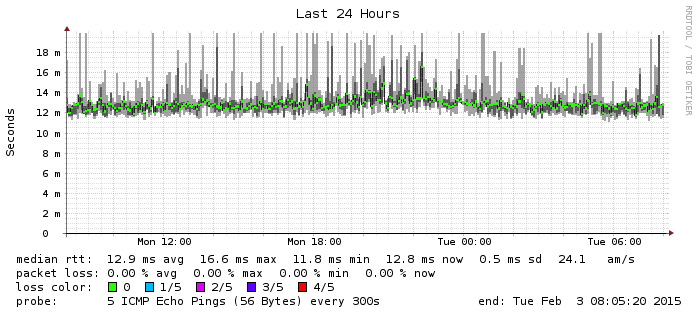 Last 24 Hours
RRDTOOL / TOBI OETIKER
Seconds
18 m
16 m
14 m
12 m
10 m
8 m
6 m
4 m
2 m
0
Mon 12:00 Mon 18:00 Tue 00:00 Tue 06:00
median rtt: 12.9 ms avg 16.6 ms max 11.8 ms min 12.8 ms now 0.5 ms sd 24.1 am/s
packet loss: 0.00 % avg 0.00 % max 0.00 % min 0.00 % now
loss color: 0 1/5 2/5 3/5 4/5
probe: 5 ICMP Echo Pings (56 Bytes) every 300s end: Tue Feb 3 08:05:20 2015